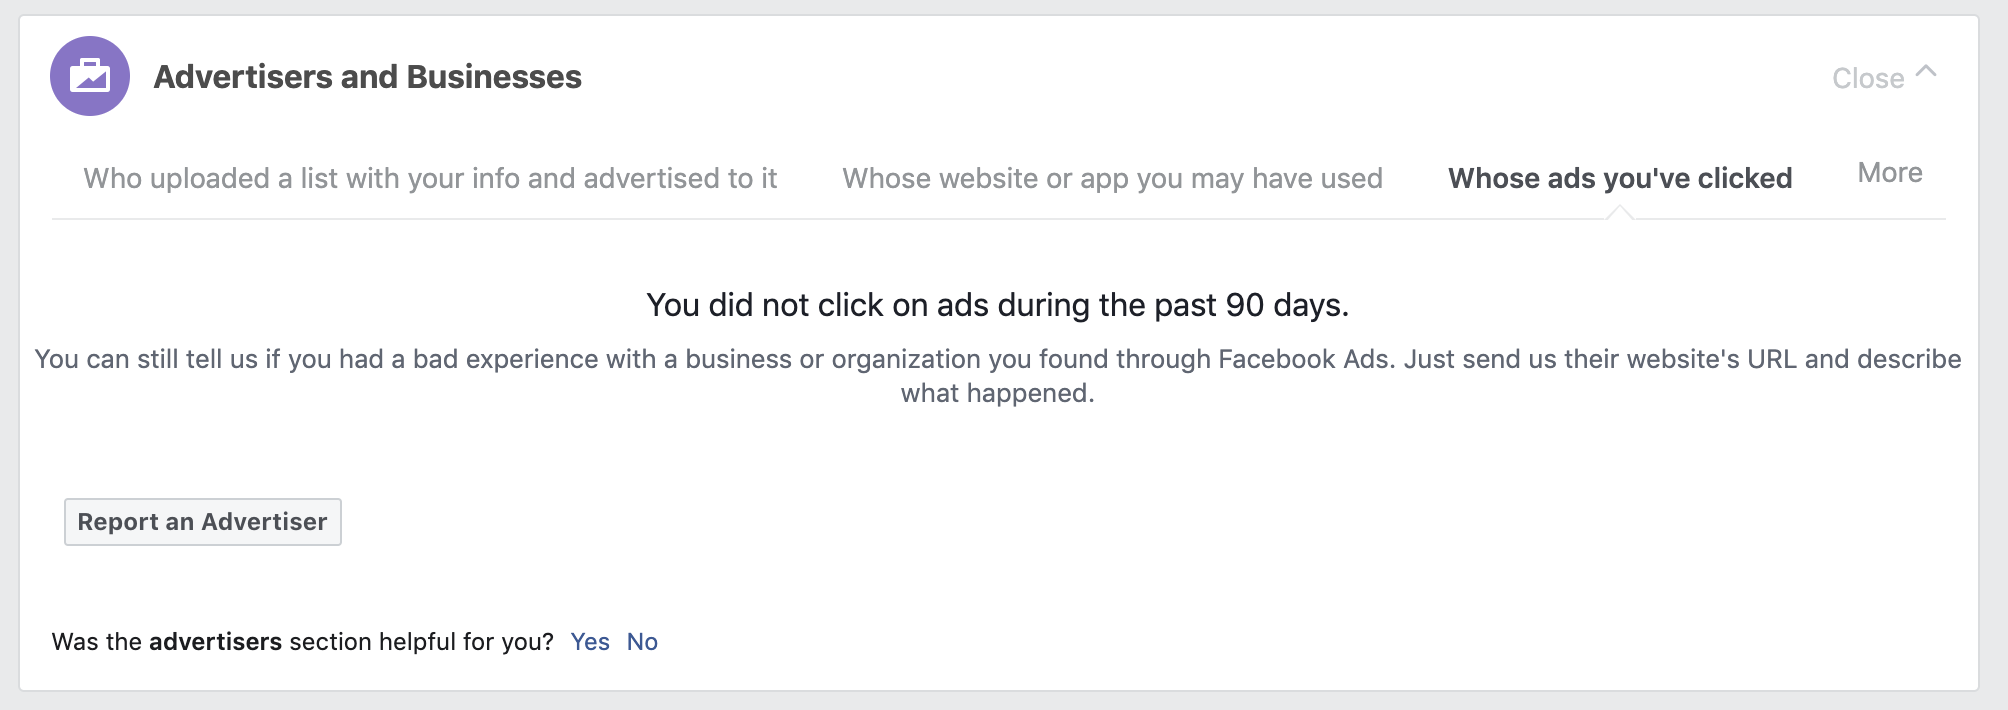 Advertisers and Businesses
Close
Who uploaded a list with your info and advertised to it
Whose website or app you may have used
Whose ads you've clicked
More
You did not click on ads during the past 90 days.
You can still tell us if you had a bad experience with a business or organization you found through Facebook Ads. Just send us their website's URL and describe
what happened.
Report an Advertiser
Was the advertisers section helpful for you? Yes No